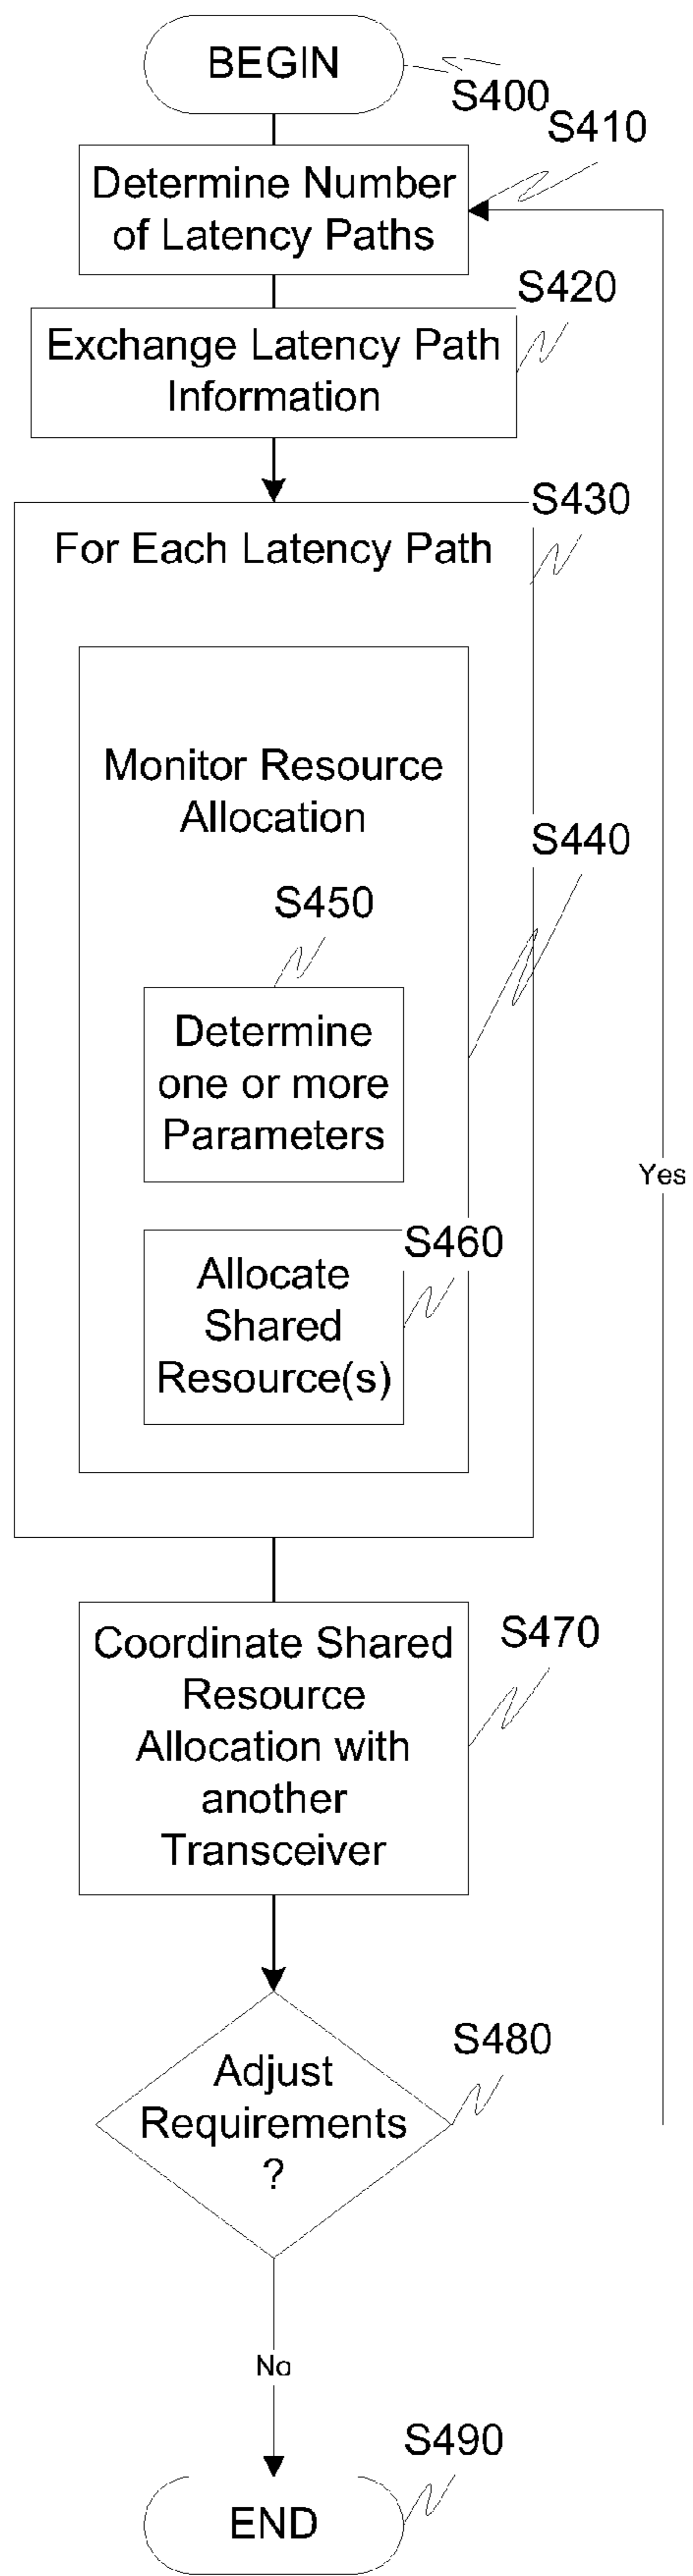 BEGIN
S400
S410
Determine Number
of Latency Paths
S420
Exchange Latency Path
Information
S430
For Each Latency Path
Monitor Resource
Allocation
S440
S450
Determine
one or more
Parameters
Yes
S460
Allocate
Shared
Resource(s)
S470
Coordinate Shared
Resource
Allocation with
another
Transceiver
S480
Adjust
Requirements
?
No
S490
END